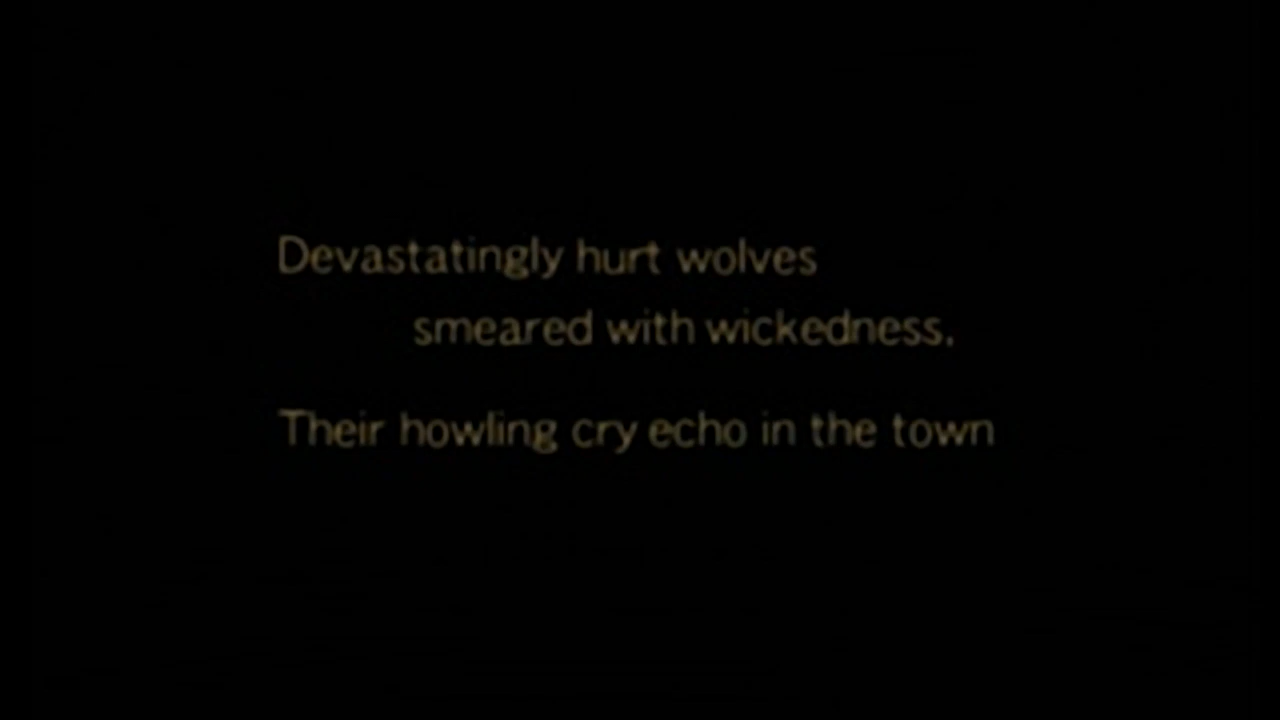 Devastatingly hurt wolves
smeared with wickedness.
Their howling cry echo in the town